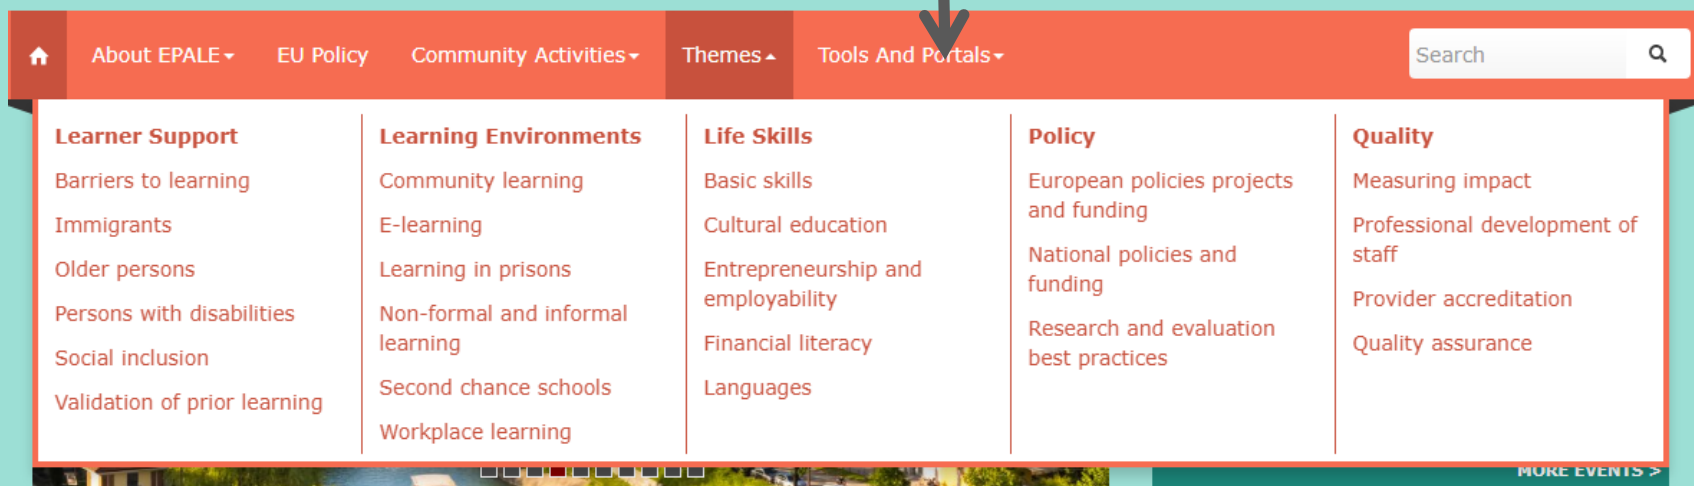 About EPALE
EU Policy
Community Activities
Themes
Tools And Portals
Search
Learner Support
Barriers to learning
Immigrants
Older persons
Persons with disabilities
Social inclusion
Validation of prior learning
Learning Environments
Community learning
E-learning
Learning in prisons
Non-formal and informal
learning
Second chance schools
Workplace learning
Life Skills
Basic skills
Cultural education
Entrepreneurship and
employability
Financial literacy
Languages
Policy
European policies projects
and funding
National policies and
funding
Research and evaluation
best practices
Quality
Measuring impact
Professional development of
staff
Provider accreditation
Quality assurance
MORE EVENTS >